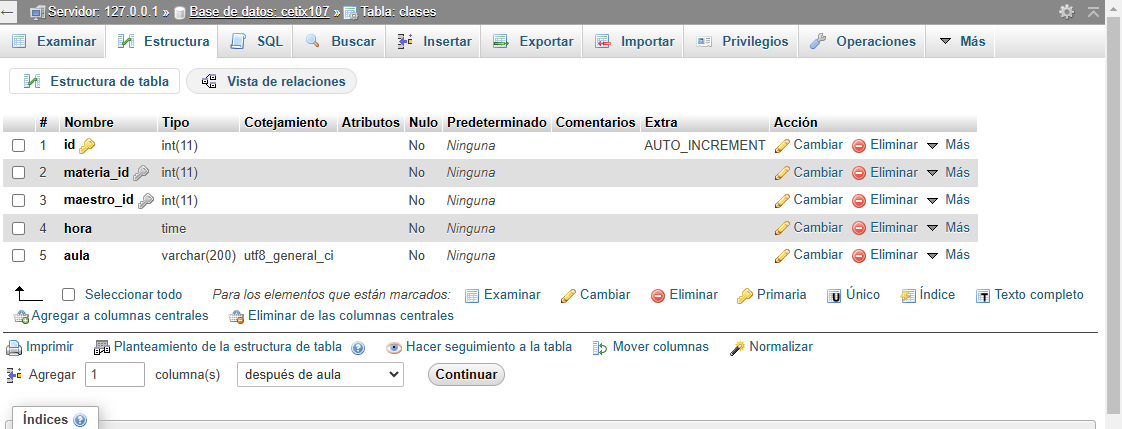 Servidor: 127.0.0.1 » Base de datos: cetix107 » Tabla: clases
Examinar Estructura SQL Buscar Insertar Exportar Importar Privilegios Operaciones Más
Estructura de tabla Vista de relaciones
# Nombre Tipo Cotejamiento Atributos Nulo Predeterminado Comentarios Extra Acción
1 id int(11) No Ninguna AUTO_INCREMENT Cambiar Eliminar Más
2 materia_id int(11) No Ninguna Cambiar Eliminar Más
3 maestro_id int(11) No Ninguna Cambiar Eliminar Más
4 hora time No Ninguna Cambiar Eliminar Más
5 aula varchar(200) utf8_general_ci No Ninguna Cambiar Eliminar Más
Seleccionar todo Para los elementos que están marcados: Examinar Cambiar Eliminar Primaria Único Índice Texto completo
Agregar a columnas centrales Eliminar de las columnas centrales
Imprimir Planteamiento de la estructura de tabla Hacer seguimiento a la tabla Mover columnas Normalizar
Agregar 1 columna(s) después de aula Continuar
Índices